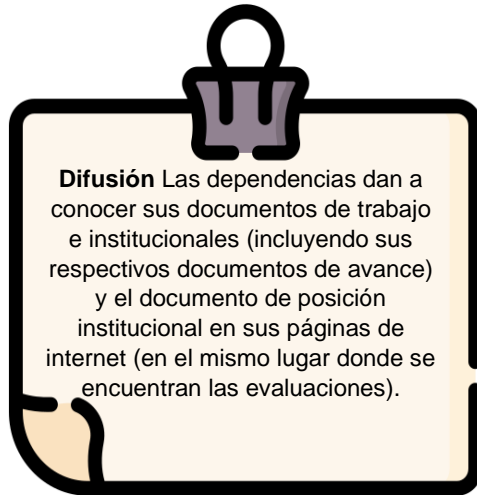 Difusión Las dependencias dan a
conocer sus documentos de trabajo
e institucionales (incluyendo sus
respectivos documentos de avance)
y el documento de posición
institucional en sus páginas de
internet (en el mismo lugar donde se
encuentran las evaluaciones).